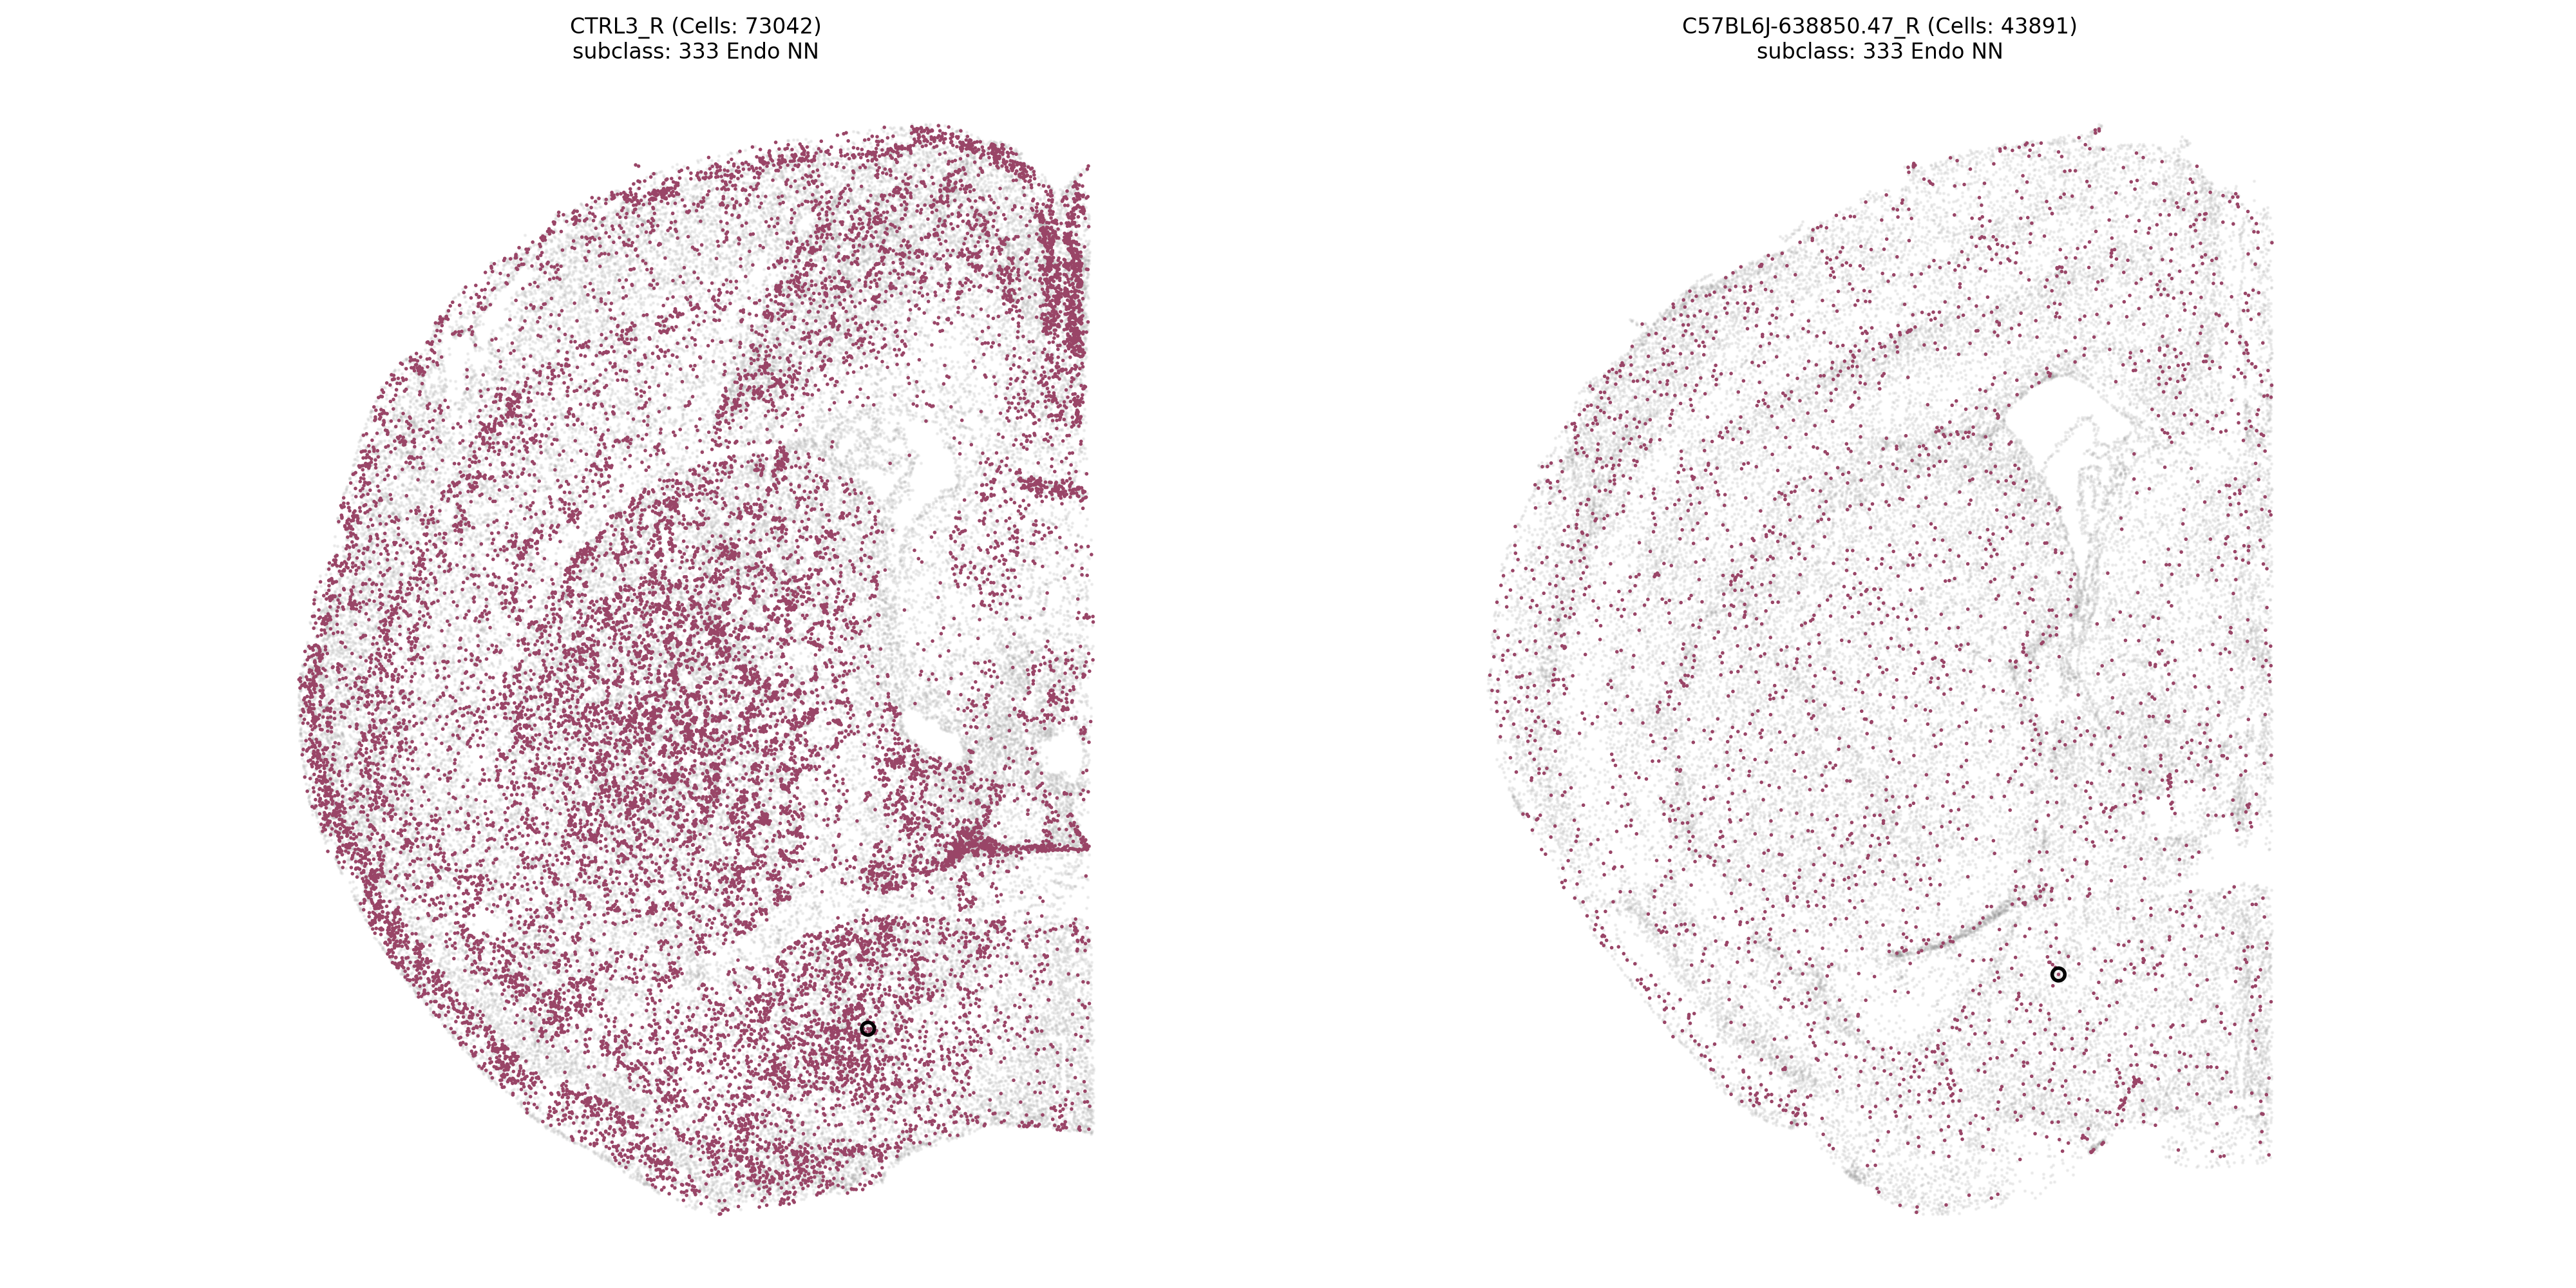 CTRL3_R (Cells: 73042)
subclass: 333 Endo NN
C57BL6J-638850.47_R (Cells: 43891)
subclass: 333 Endo NN